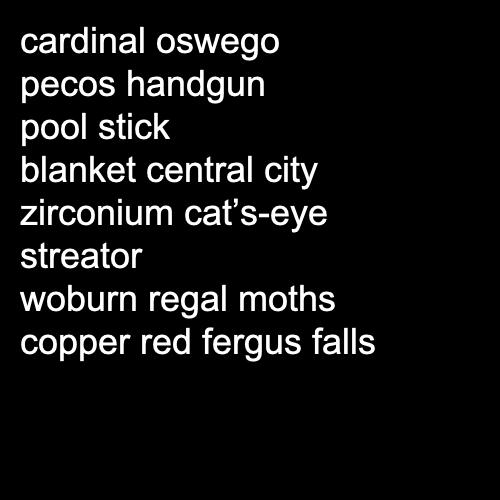 cardinal oswego
pecos handgun
pool stick
blanket central city
zirconium cat’s-eye
streator
woburn regal moths
copper red fergus falls